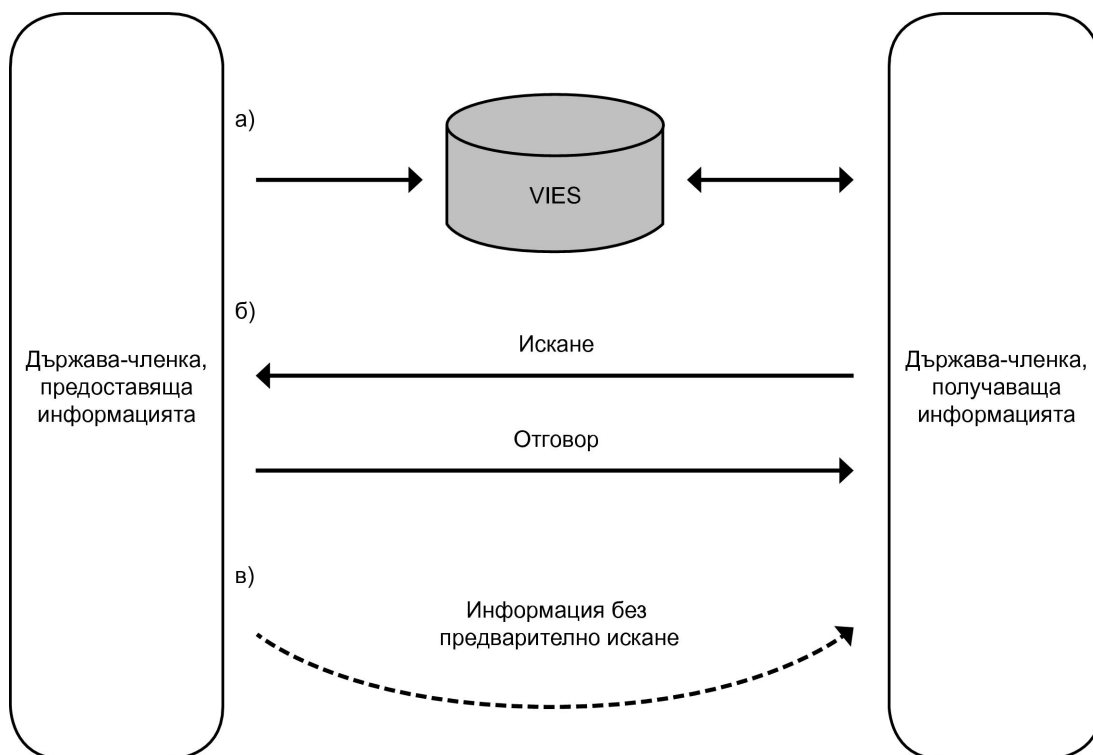 а)
VIES
б)
Държава-членка,
предоставяща
информацията
Искане
Отговор
Държава-членка,
получаваща
информацията
в)
Информация без
предварително искане